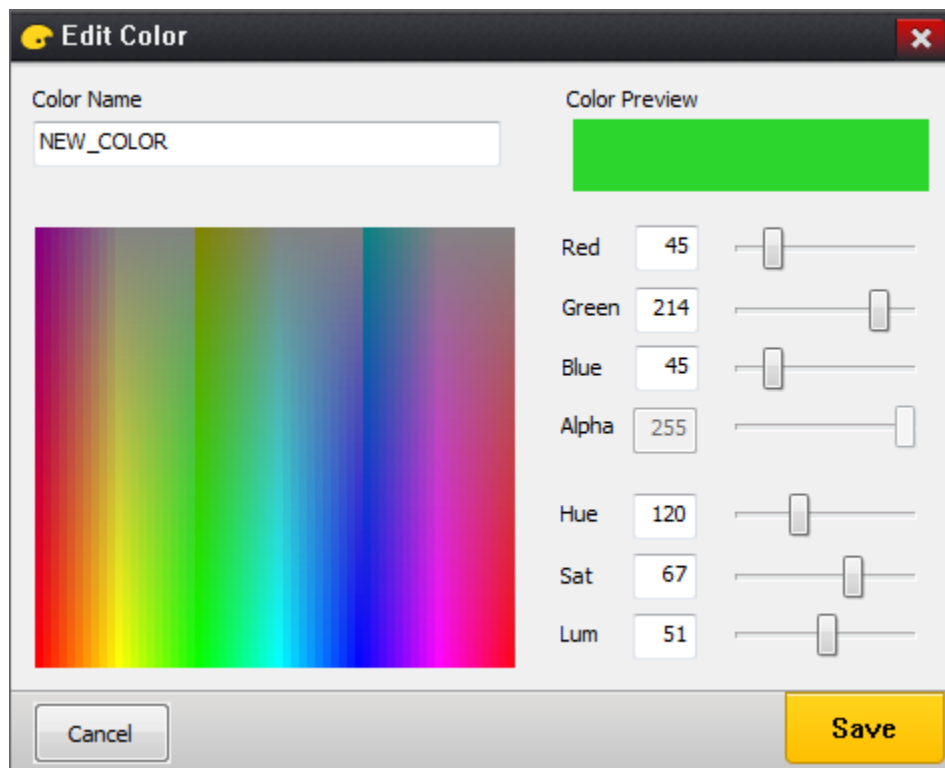 Edit Color
Color Name
Color Preview
NEW_COLOR
Red 45
Green 214
Blue 45
Alpha 255
Hue 120
Sat 67
Lum 51
Cancel
Save